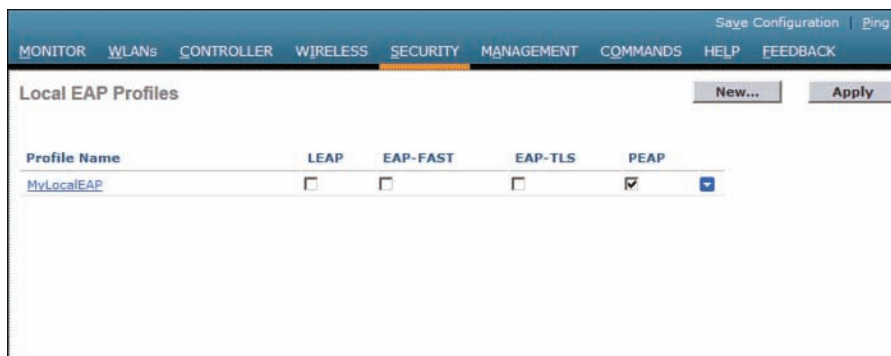 Save Configuration | Ping
MONITOR WLANs CONTROLLER WIRELESS SECURITY MANAGEMENT COMMANDS HELP FEEDBACK
Local EAP Profiles New... Apply
Profile Name LEAP EAP-FAST EAP-TLS PEAP
MyLocalEAP